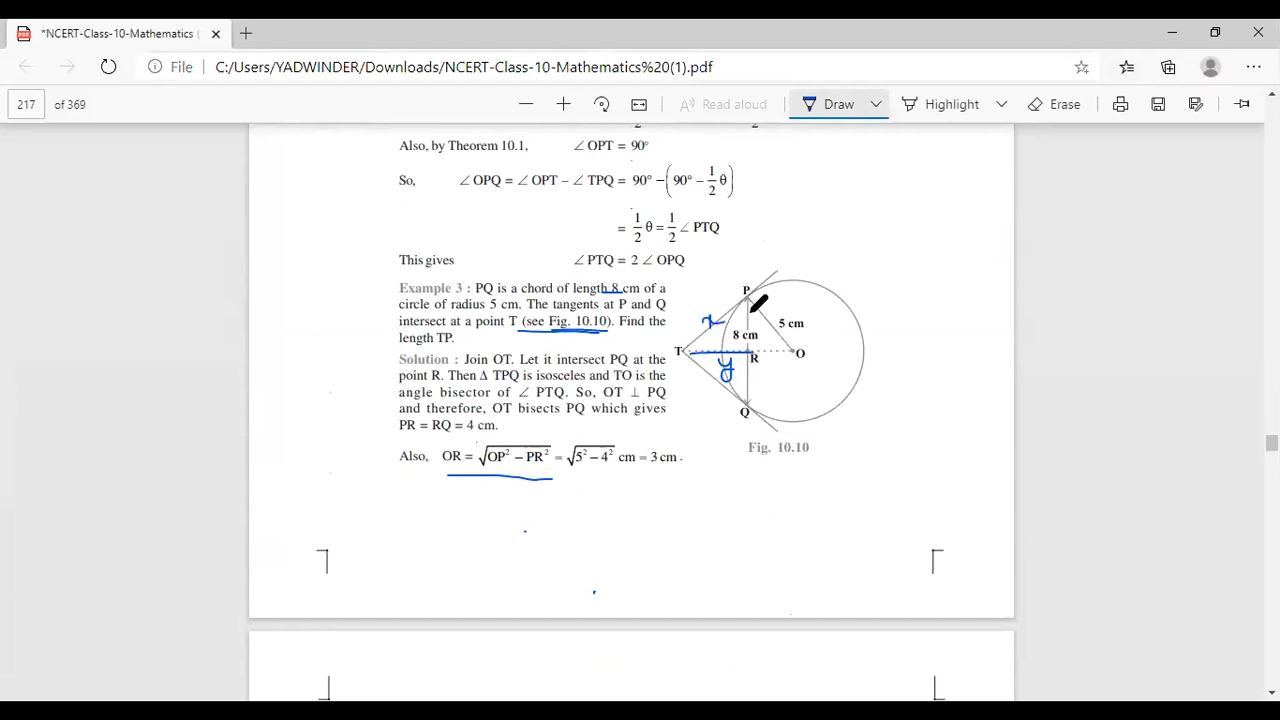 *NCERT-Class-10-Mathematics (
File
C:/Users/YADWINDER/Downloads/NCERT-Class-10-Mathematics%20(1).pdf
217 of 369
Read aloud
Draw
Highlight
Erase
2 2
Also, by Theorem 10.1, ∠ OPT = 90°
So, ∠ OPQ = ∠ OPT – ∠ TPQ = 90° – (90° – 1/2 θ)
= 1/2 θ = 1/2 ∠ PTQ
This gives ∠ PTQ = 2 ∠ OPQ
Example 3 : PQ is a chord of length 8 cm of a
circle of radius 5 cm. The tangents at P and Q
intersect at a point T (see Fig. 10.10). Find the
length TP.
Solution : Join OT. Let it intersect PQ at the
point R. Then Δ TPQ is isosceles and TO is the
angle bisector of ∠ PTQ. So, OT ⊥ PQ
and therefore, OT bisects PQ which gives
PR = RQ = 4 cm.
Also, OR = √OP² – PR² = √5² – 4² cm = 3 cm .
P
x
5 cm
8 cm
T
R
O
y
Q
Fig. 10.10